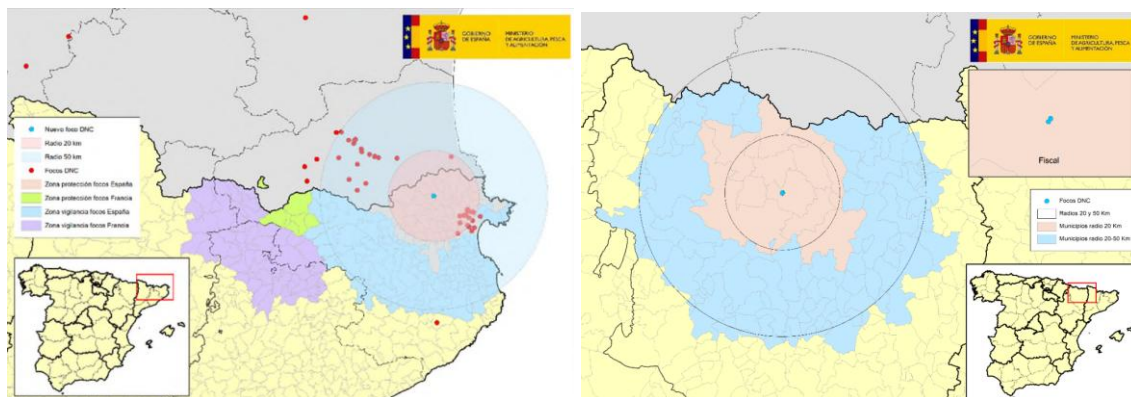 GOBIERNO
DE ESPAÑA
MINISTERIO
DE AGRICULTURA, PESCA
Y ALIMENTACIÓN
Nuevo foco DNC
Radio 20 km
Radio 50 km
Focos DNC
Zona protección focos España
Zona protección focos Francia
Zona vigilancia focos España
Zona vigilancia focos Francia
GOBIERNO
DE ESPAÑA
MINISTERIO
DE AGRICULTURA, PESCA
Y ALIMENTACIÓN
Fiscal
Focos DNC
Radios 20 y 50 Km
Municipios radio 20 Km
Municipios radio 20-50 Km